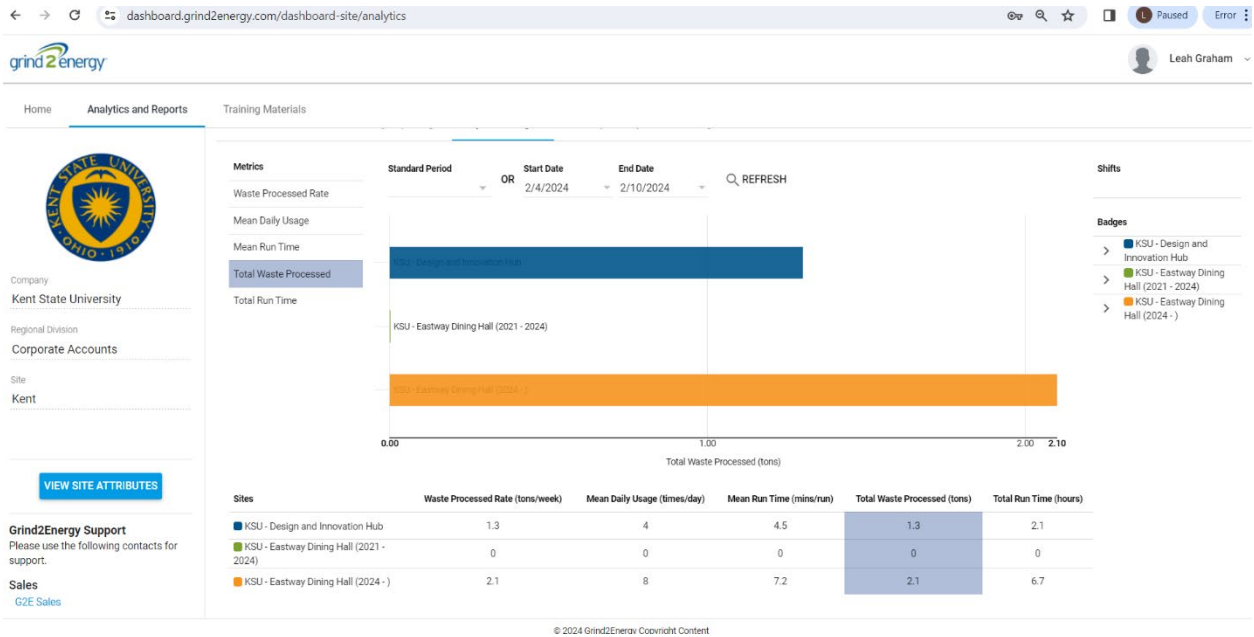 dashboard.grind2energy.com/dashboard-site/analytics
L Paused Error
grind2energy
Leah Graham
Home Analytics and Reports Training Materials
KENT STATE UNIVERSITY
OHIO · 1910
Company
Kent State University
Regional Division
Corporate Accounts
Site
Kent
VIEW SITE ATTRIBUTES
Grind2Energy Support
Please use the following contacts for
support.
Sales
G2E Sales
Metrics
Waste Processed Rate
Mean Daily Usage
Mean Run Time
Total Waste Processed
Total Run Time
Standard Period OR Start Date End Date
2/4/2024 2/10/2024 REFRESH
KSU - Design and Innovation Hub
KSU - Eastway Dining Hall (2021 - 2024)
KSU - Eastway Dining Hall (2024 - )
0.00 1.00 2.00 2.10
Total Waste Processed (tons)
Shifts
Badges
KSU - Design and
Innovation Hub
KSU - Eastway Dining
Hall (2021 - 2024)
KSU - Eastway Dining
Hall (2024 - )
Sites Waste Processed Rate (tons/week) Mean Daily Usage (times/day) Mean Run Time (mins/run) Total Waste Processed (tons) Total Run Time (hours)
KSU - Design and Innovation Hub 1.3 4 4.5 1.3 2.1
KSU - Eastway Dining Hall (2021 -
2024) 0 0 0 0 0
KSU - Eastway Dining Hall (2024 - ) 2.1 8 7.2 2.1 6.7
© 2024 Grind2Energy Copyright Content